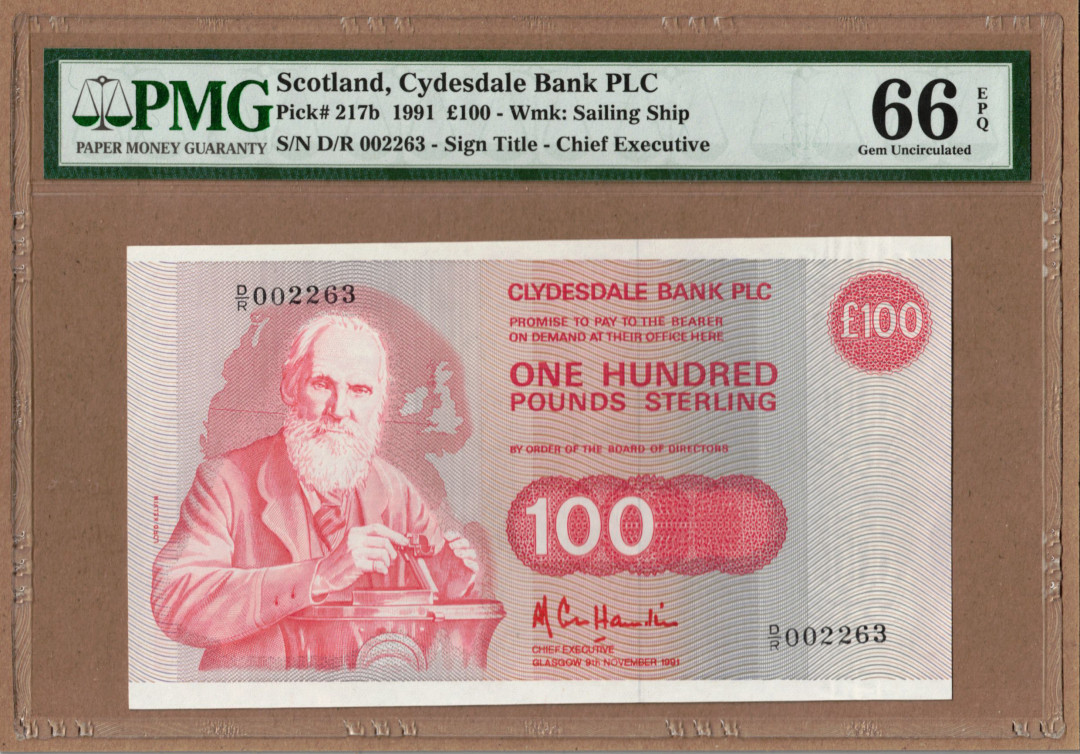 PMG
PAPER MONEY GUARANTY
Scotland, Cydesdale Bank PLC
Pick# 217b 1991 £100 - Wmk: Sailing Ship
S/N D/R 002263 - Sign Title - Chief Executive
66 EPQ
Gem Uncirculated
D/R 002263
CLYDESDALE BANK PLC
PROMISE TO PAY TO THE BEARER
ON DEMAND AT THEIR OFFICE HERE
£100
ONE HUNDRED
POUNDS STERLING
BY ORDER OF THE BOARD OF DIRECTORS
100
CHIEF EXECUTIVE
GLASGOW 9th NOVEMBER 1991
D/R 002263
LORD KELVIN